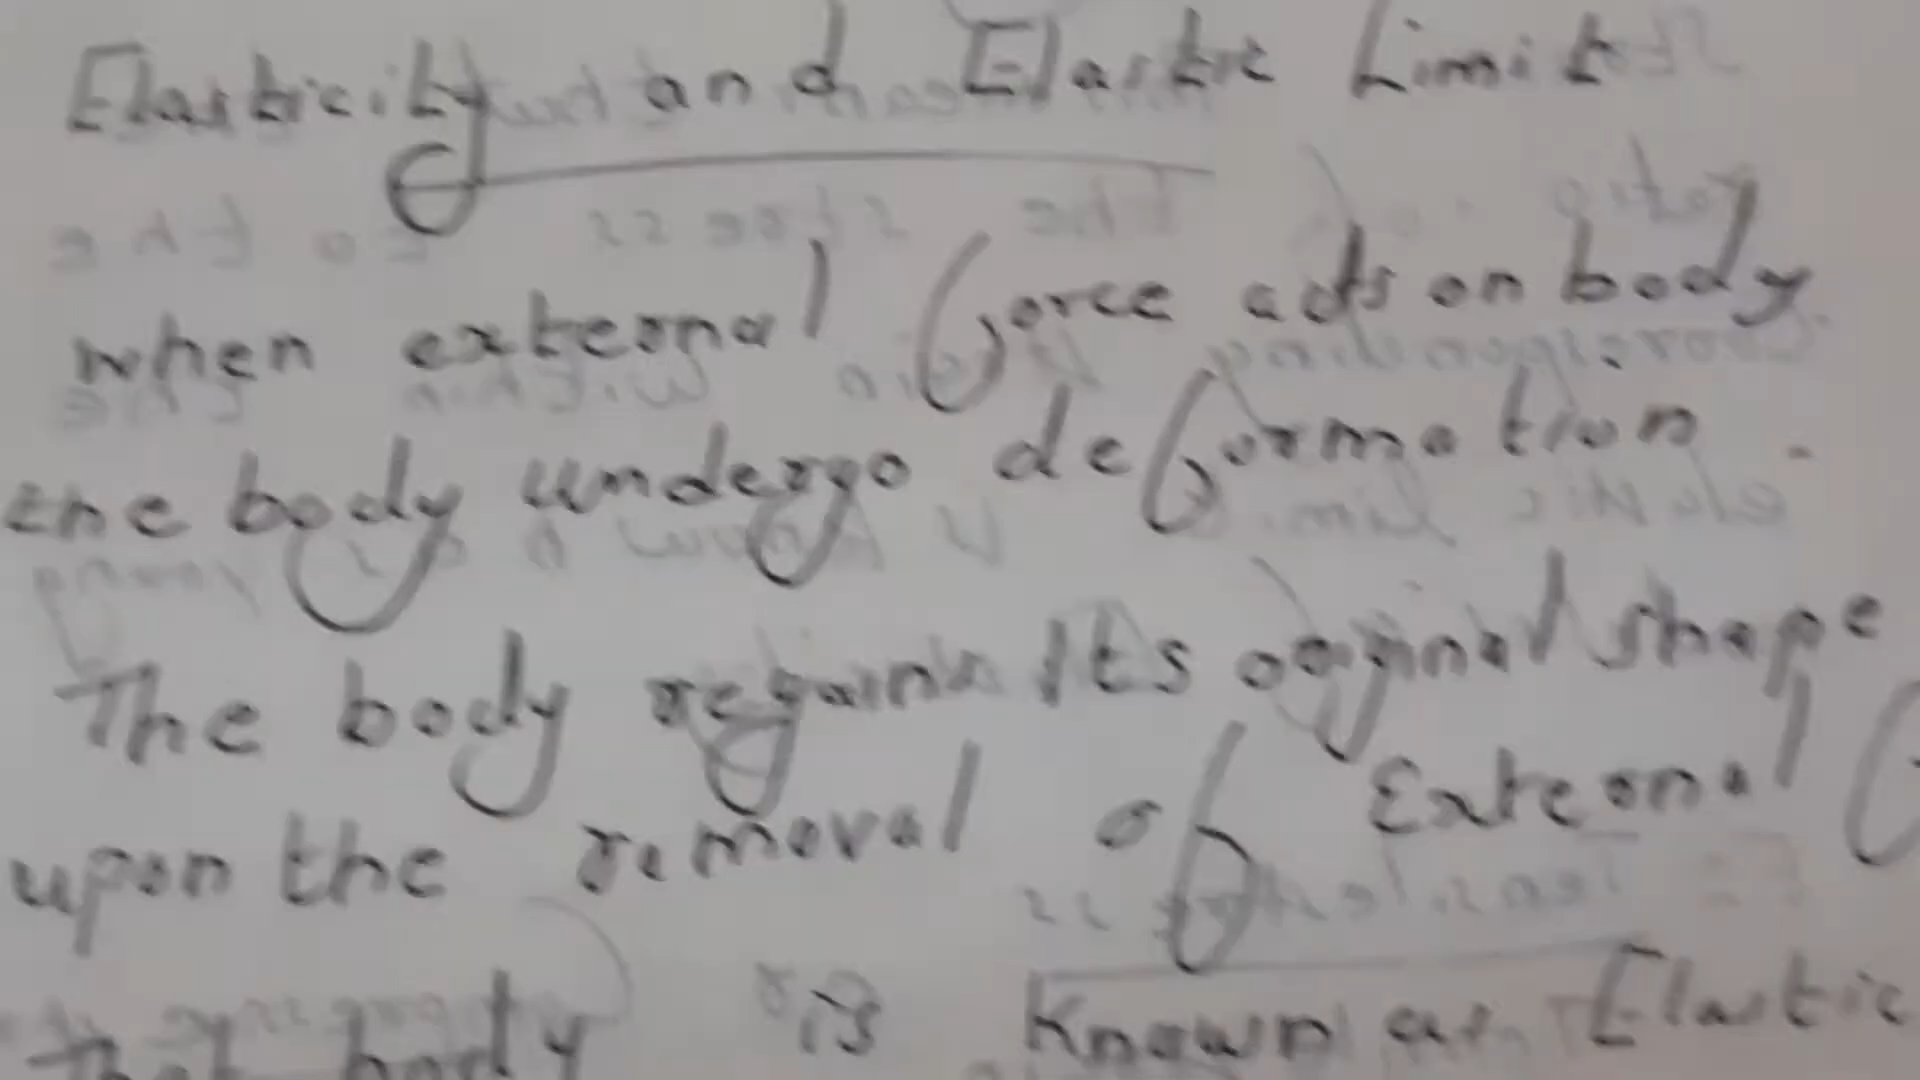 Elasticity and Elastic Limit
when external force acts on body
the body undergo deformation.
The body regains its original shape
upon the removal of External
That body is Known as Elastic